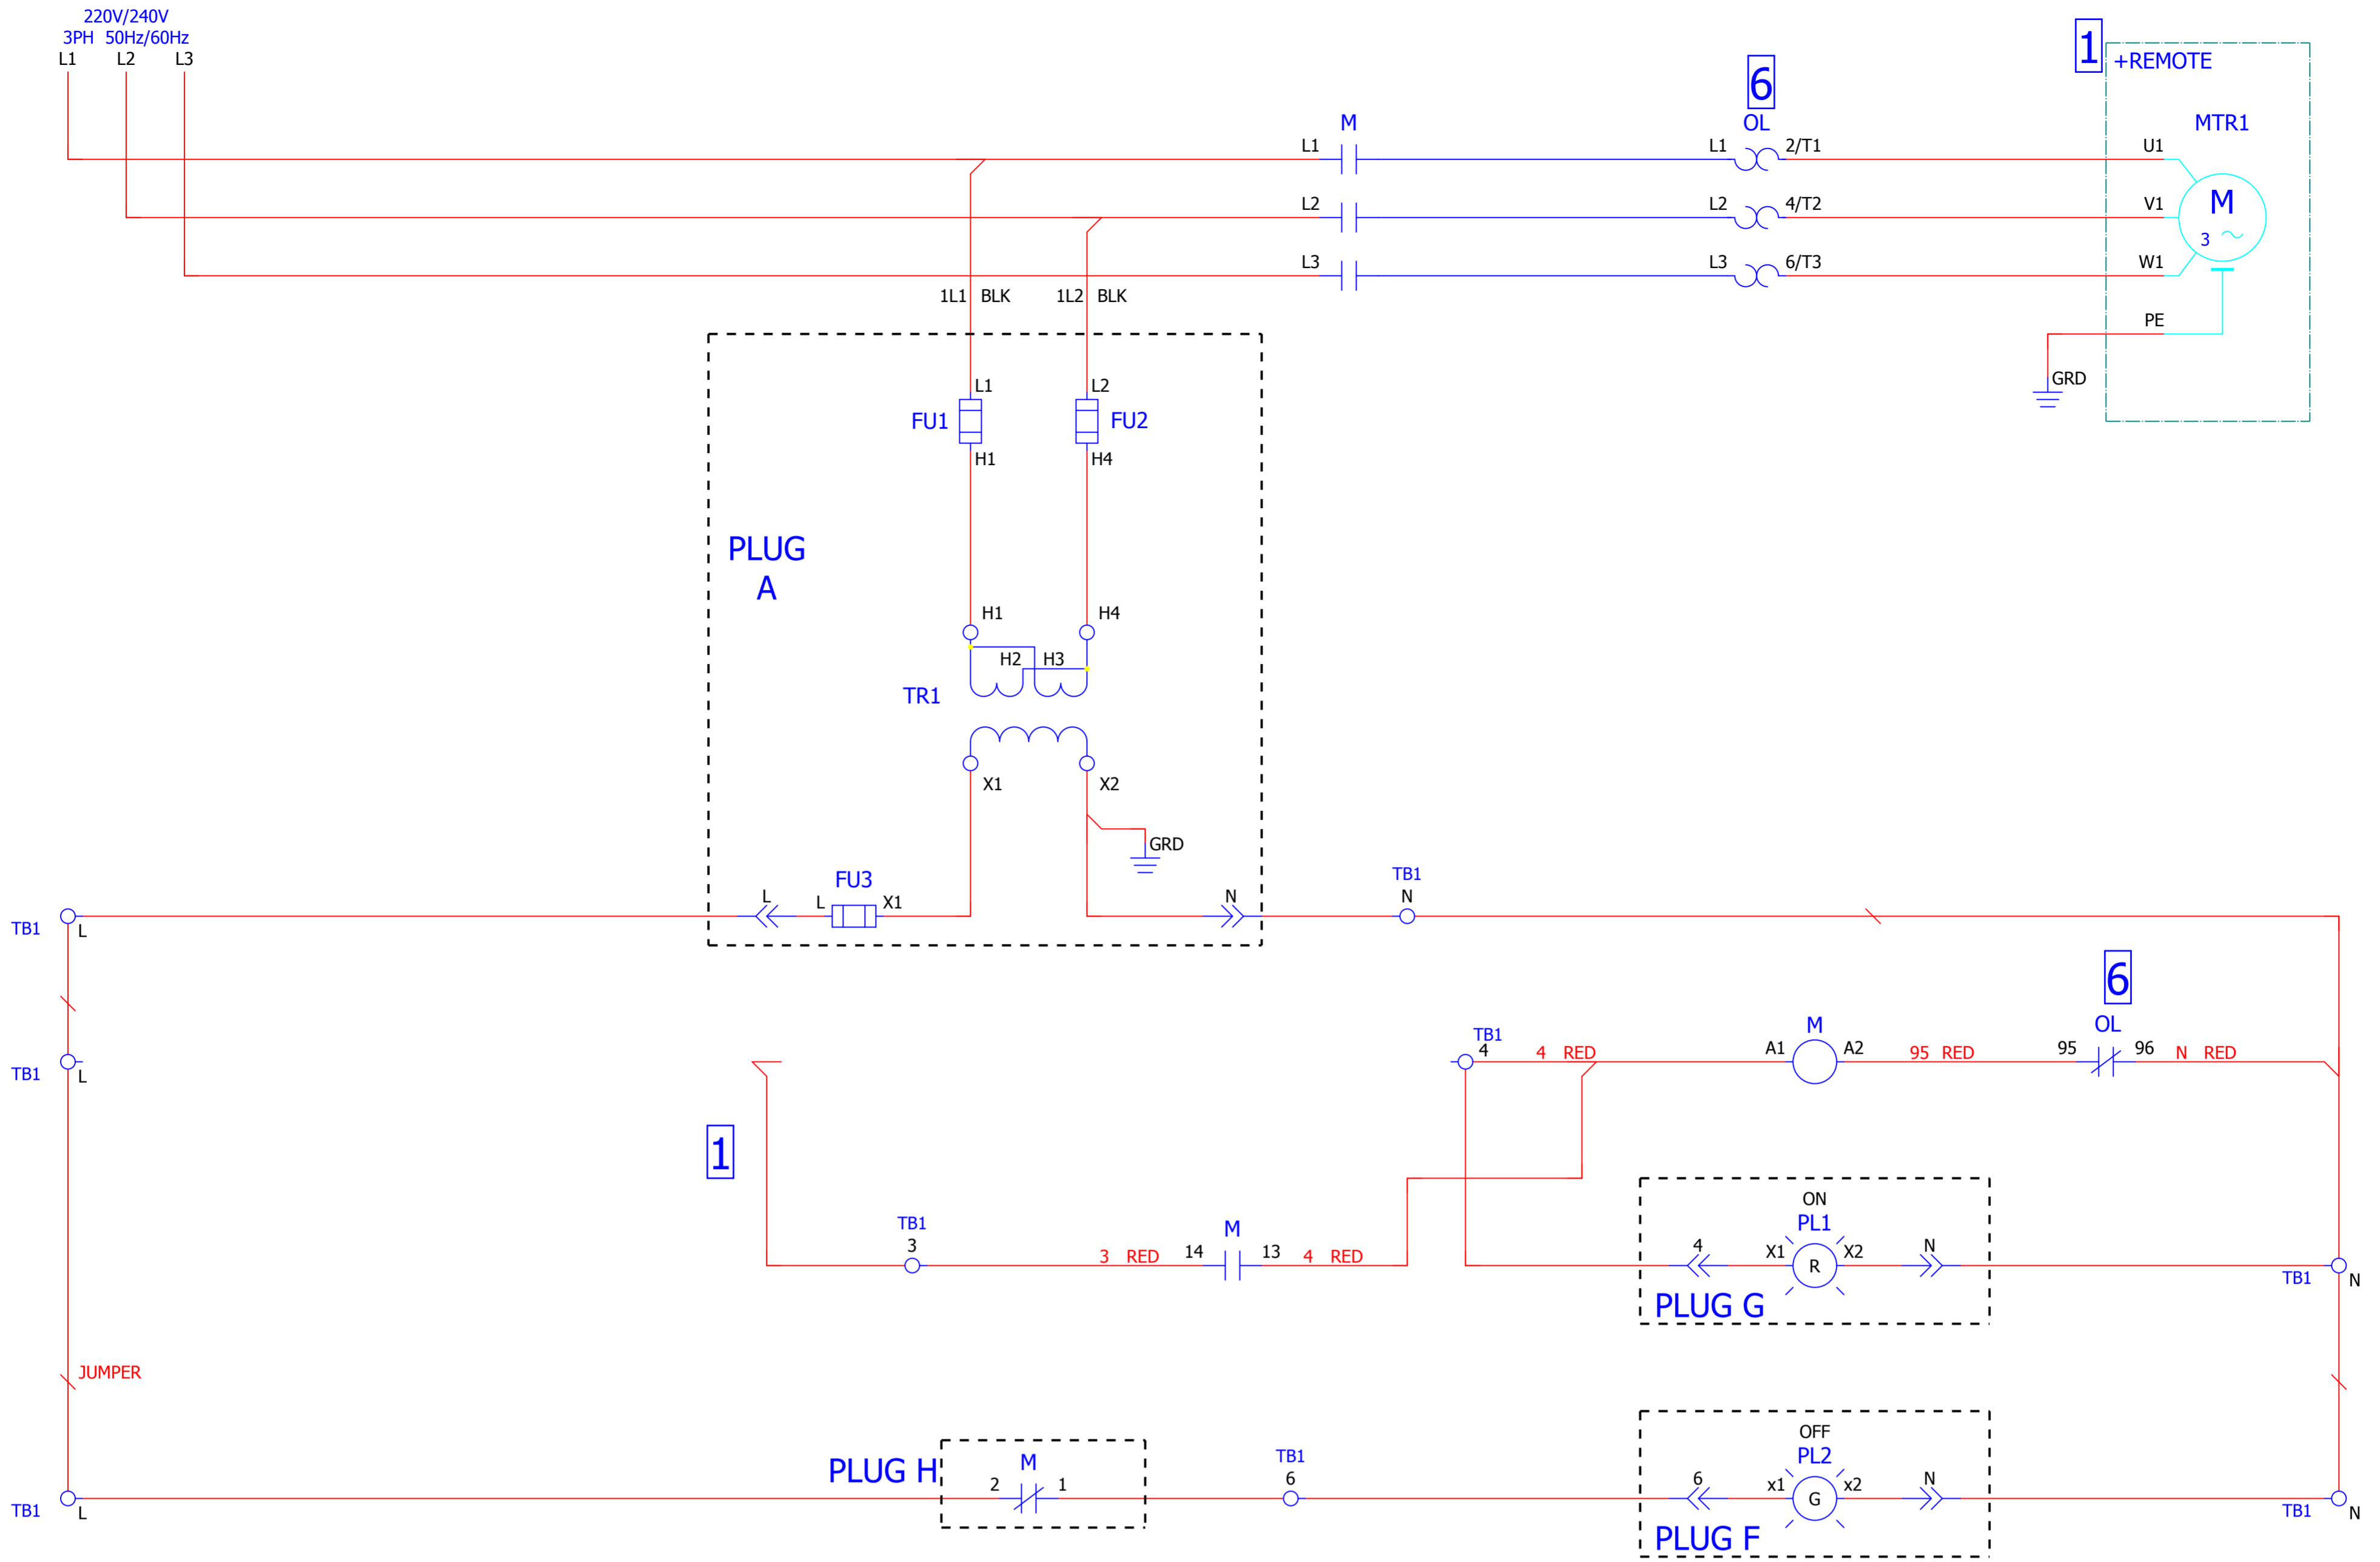 220V/240V
3PH 50Hz/60Hz
L1 L2 L3
1
+REMOTE
6
M
OL
MTR1
L1
L1
2/T1
U1
M
3
L2
L2
4/T2
V1
L3
L3
6/T3
W1
1L1 BLK
1L2 BLK
PE
GRD
L1
L2
FU1
FU2
H1
H4
PLUG
A
H1
H4
H2 H3
TR1
X1
X2
GRD
FU3
L
L
X1
N
TB1
N
TB1
L
6
TB1
4
4 RED
M
A1
A2
95 RED
OL
95
96
N RED
TB1
L
1
TB1
3
3 RED
M
14
13
4 RED
ON
PL1
4
X1
R
X2
N
PLUG G
TB1
N
JUMPER
PLUG H
M
2
1
TB1
6
OFF
PL2
6
x1
G
x2
N
PLUG F
TB1
L
TB1
N